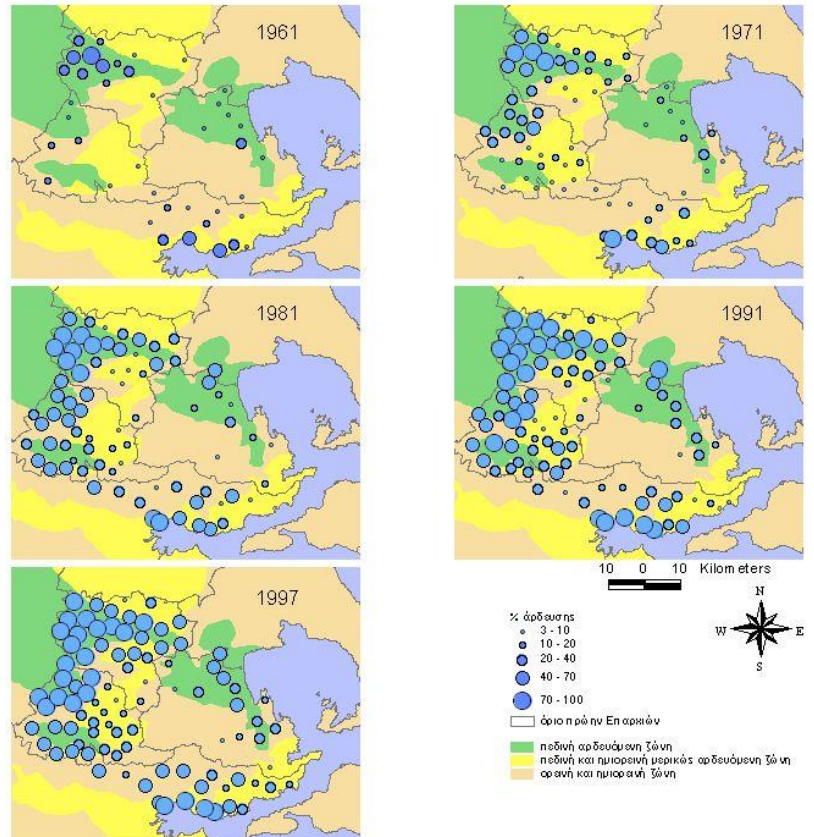 1961
1971
1981
1991
1997
10 0 10 Kilometers
N
W E
S
% άρδευσης
3 - 10
10 - 20
20 - 40
40 - 70
70 - 100
όριο πρώην Επαρχιών
πεδινή αρδευόμενη ζώνη
πεδινή και ημιορεινή μερικώς αρδευόμενη ζώνη
ορεινή και ημιορεινή ζώνη